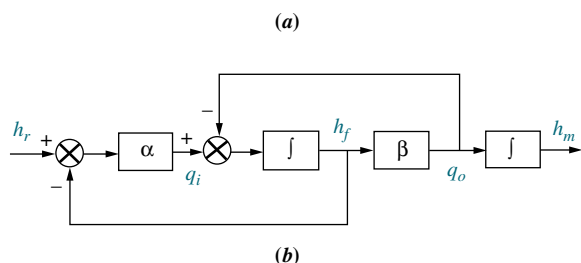 (a)
−
h_r + α + ∫ h_f β ∫ h_m
− q_i q_o
(b)